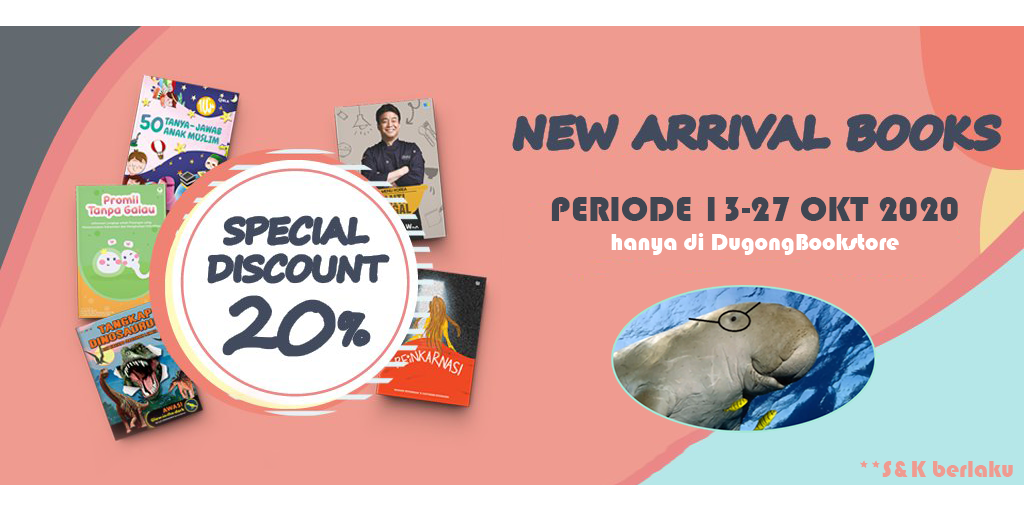 50 TANYA-JAWAB
ANAK MUSLIM
Promil
Tanpa Galau
TANGKAP
DINOSAURU
AWAS!
REINKARNASI
SPECIAL
DISCOUNT
20%
NEW ARRIVAL BOOKS
PERIODE 13-27 OKT 2020
hanya di DugongBookstore
**S&K berlaku